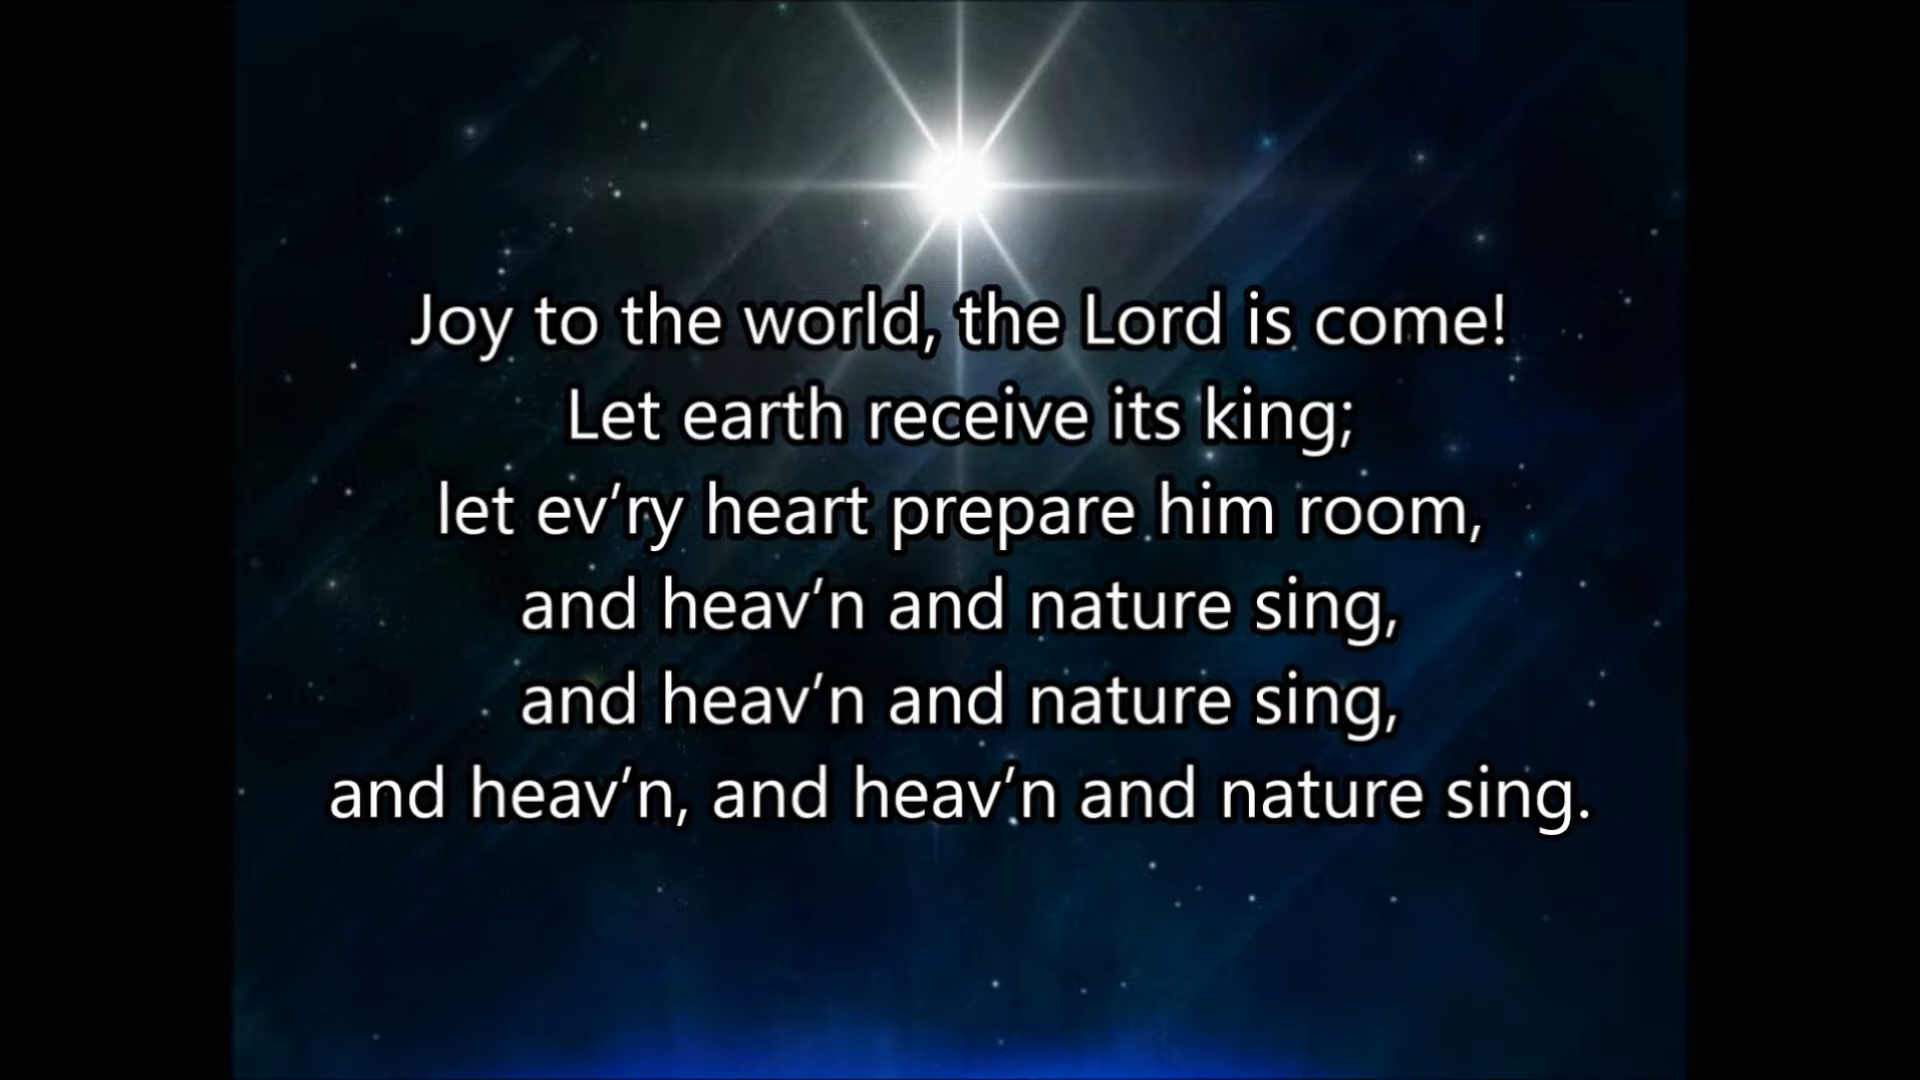 Joy to the world, the Lord is come!
Let earth receive its king;
let ev’ry heart prepare him room,
and heav’n and nature sing,
and heav’n and nature sing,
and heav’n, and heav’n and nature sing.